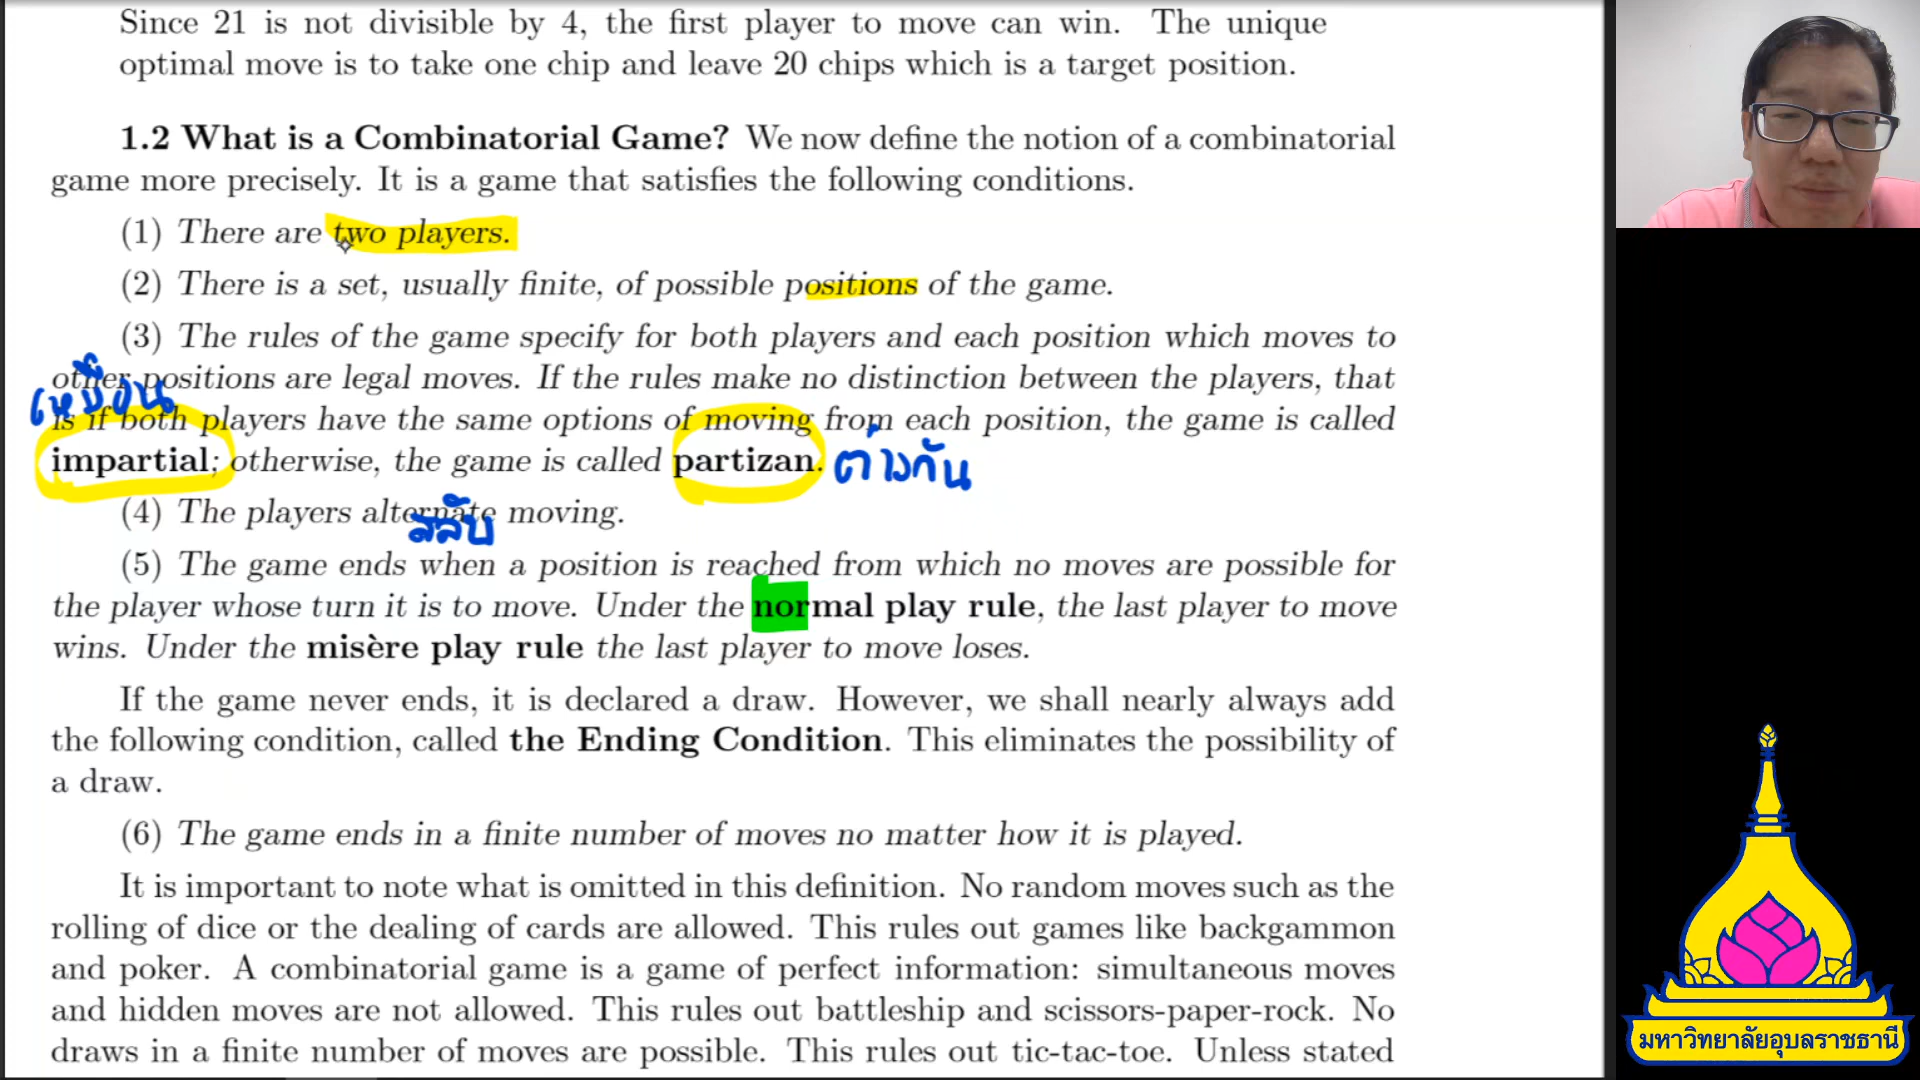 Since 21 is not divisible by 4, the first player to move can win. The unique
optimal move is to take one chip and leave 20 chips which is a target position.
1.2 What is a Combinatorial Game? We now define the notion of a combinatorial
game more precisely. It is a game that satisfies the following conditions.
(1) There are two players.
(2) There is a set, usually finite, of possible positions of the game.
(3) The rules of the game specify for both players and each position which moves to
other positions are legal moves. If the rules make no distinction between the players, that
เหมือน
is if both players have the same options of moving from each position, the game is called
impartial; otherwise, the game is called partizan. ต่างกัน
(4) The players alternate moving.
สลับ
(5) The game ends when a position is reached from which no moves are possible for
the player whose turn it is to move. Under the normal play rule, the last player to move
wins. Under the misère play rule the last player to move loses.
If the game never ends, it is declared a draw. However, we shall nearly always add
the following condition, called the Ending Condition. This eliminates the possibility of
a draw.
(6) The game ends in a finite number of moves no matter how it is played.
It is important to note what is omitted in this definition. No random moves such as the
rolling of dice or the dealing of cards are allowed. This rules out games like backgammon
and poker. A combinatorial game is a game of perfect information: simultaneous moves
and hidden moves are not allowed. This rules out battleship and scissors-paper-rock. No
draws in a finite number of moves are possible. This rules out tic-tac-toe. Unless stated
มหาวิทยาลัยอุบลราชธานี